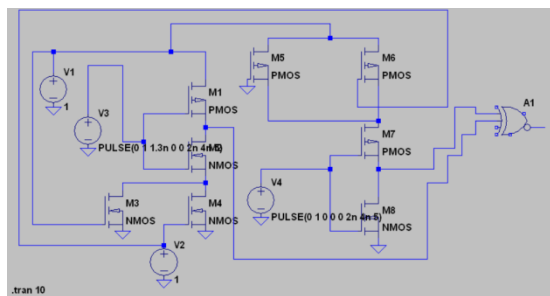 M5
M6
A1
V1
V3
M1
PMOS
PMOS
PMOS
1
M7
PULSE(0 1 1.3n 0 0 2n 4n 5)
NMOS
PMOS
V4
M3
M4
M8
PULSE(0 1 0 0 0 2n 4n 5)
NMOS
NMOS
NMOS
V2
1
.tran 10